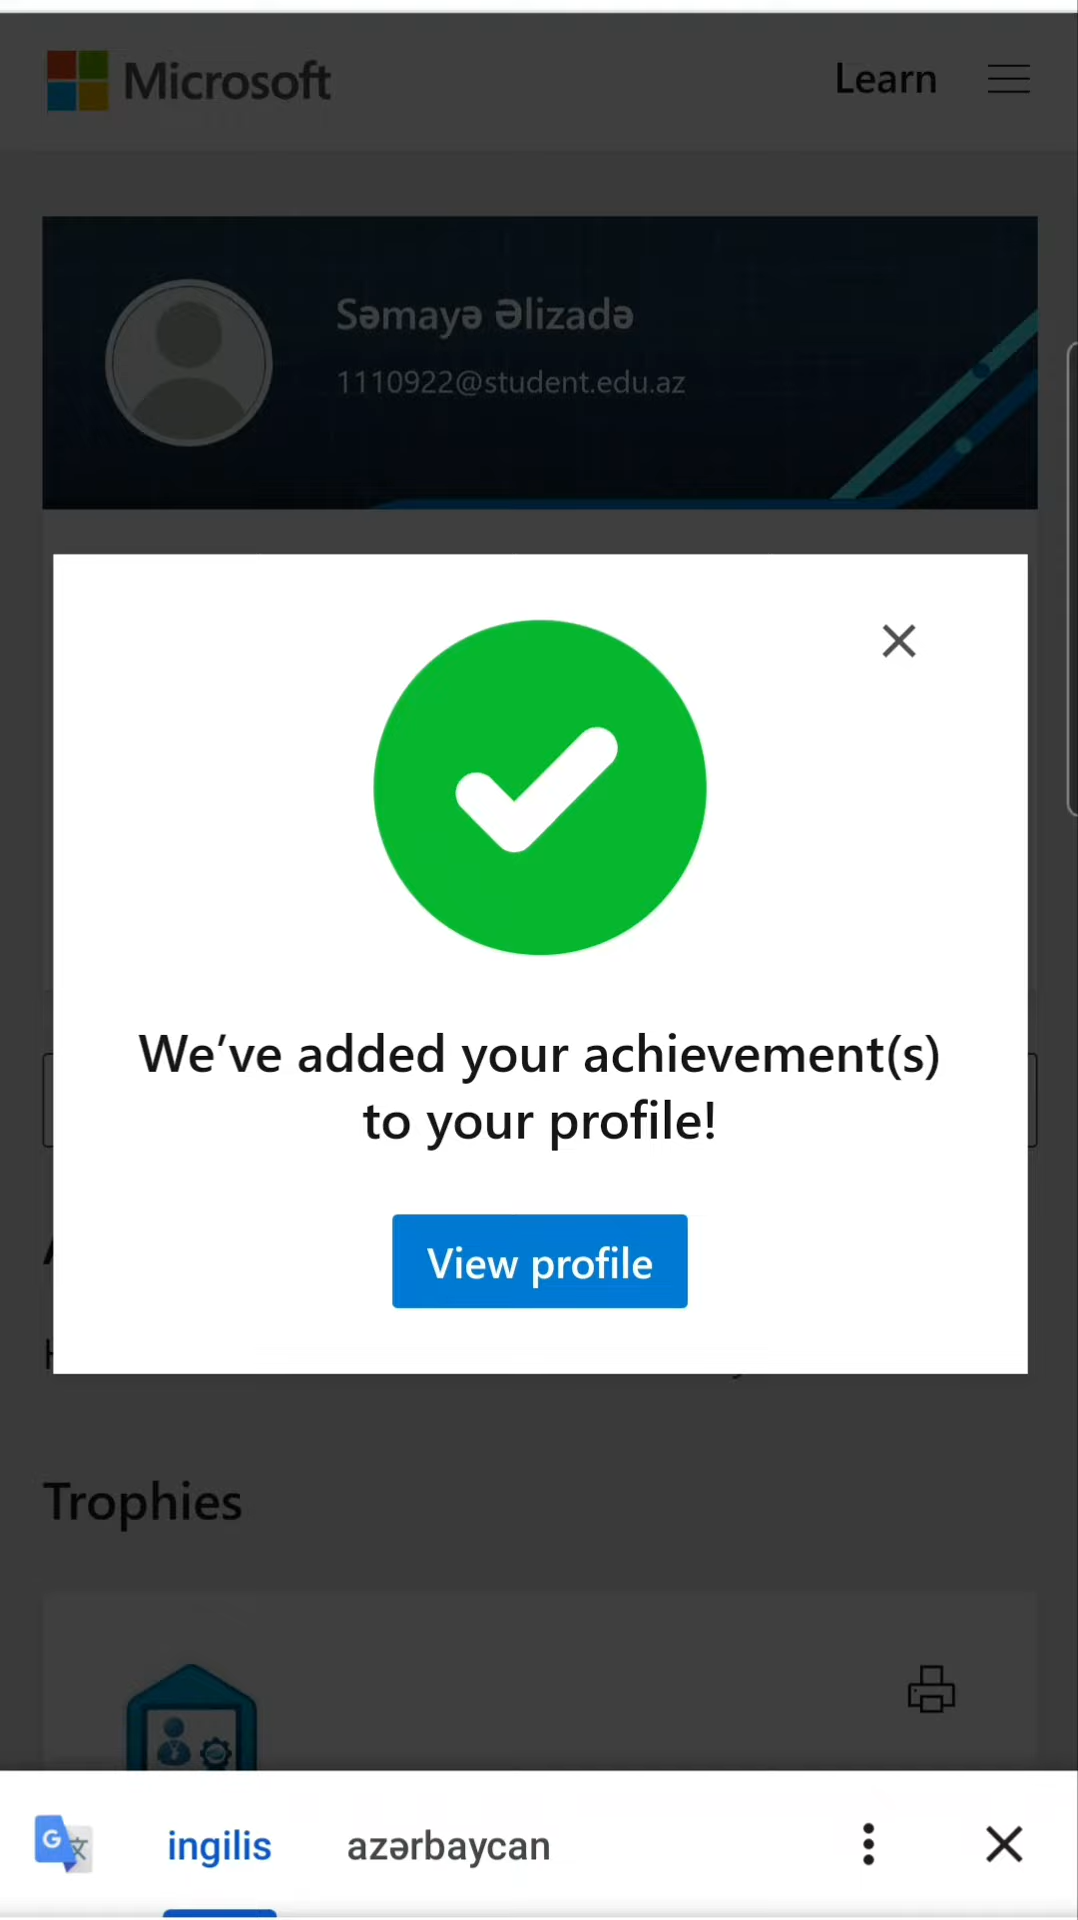 Microsoft
Learn
Səmayə Əlizadə
1110922@student.edu.az
We’ve added your achievement(s)
to your profile!
View profile
Trophies
ingilis
azərbaycan